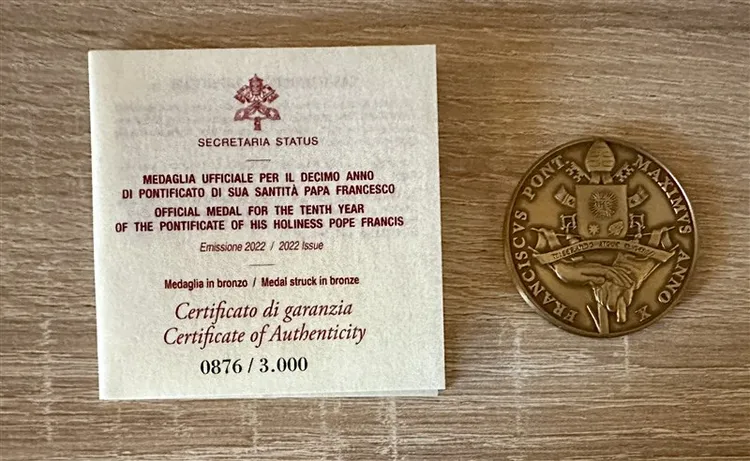 SECRETARIA STATUS
MEDAGLIA UFFICIALE PER IL DECIMO ANNO
DI PONTIFICATO DI SUA SANTITÀ PAPA FRANCESCO
OFFICIAL MEDAL FOR THE TENTH YEAR
OF THE PONTIFICATE OF HIS HOLINESS POPE FRANCIS
Emissione 2022 / 2022 Issue
Medaglia in bronzo / Medal struck in bronze
Certificato di garanzia
Certificate of Authenticity
0876 / 3.000
FRANCISCVS PONT. MAXIMVS ANNO X